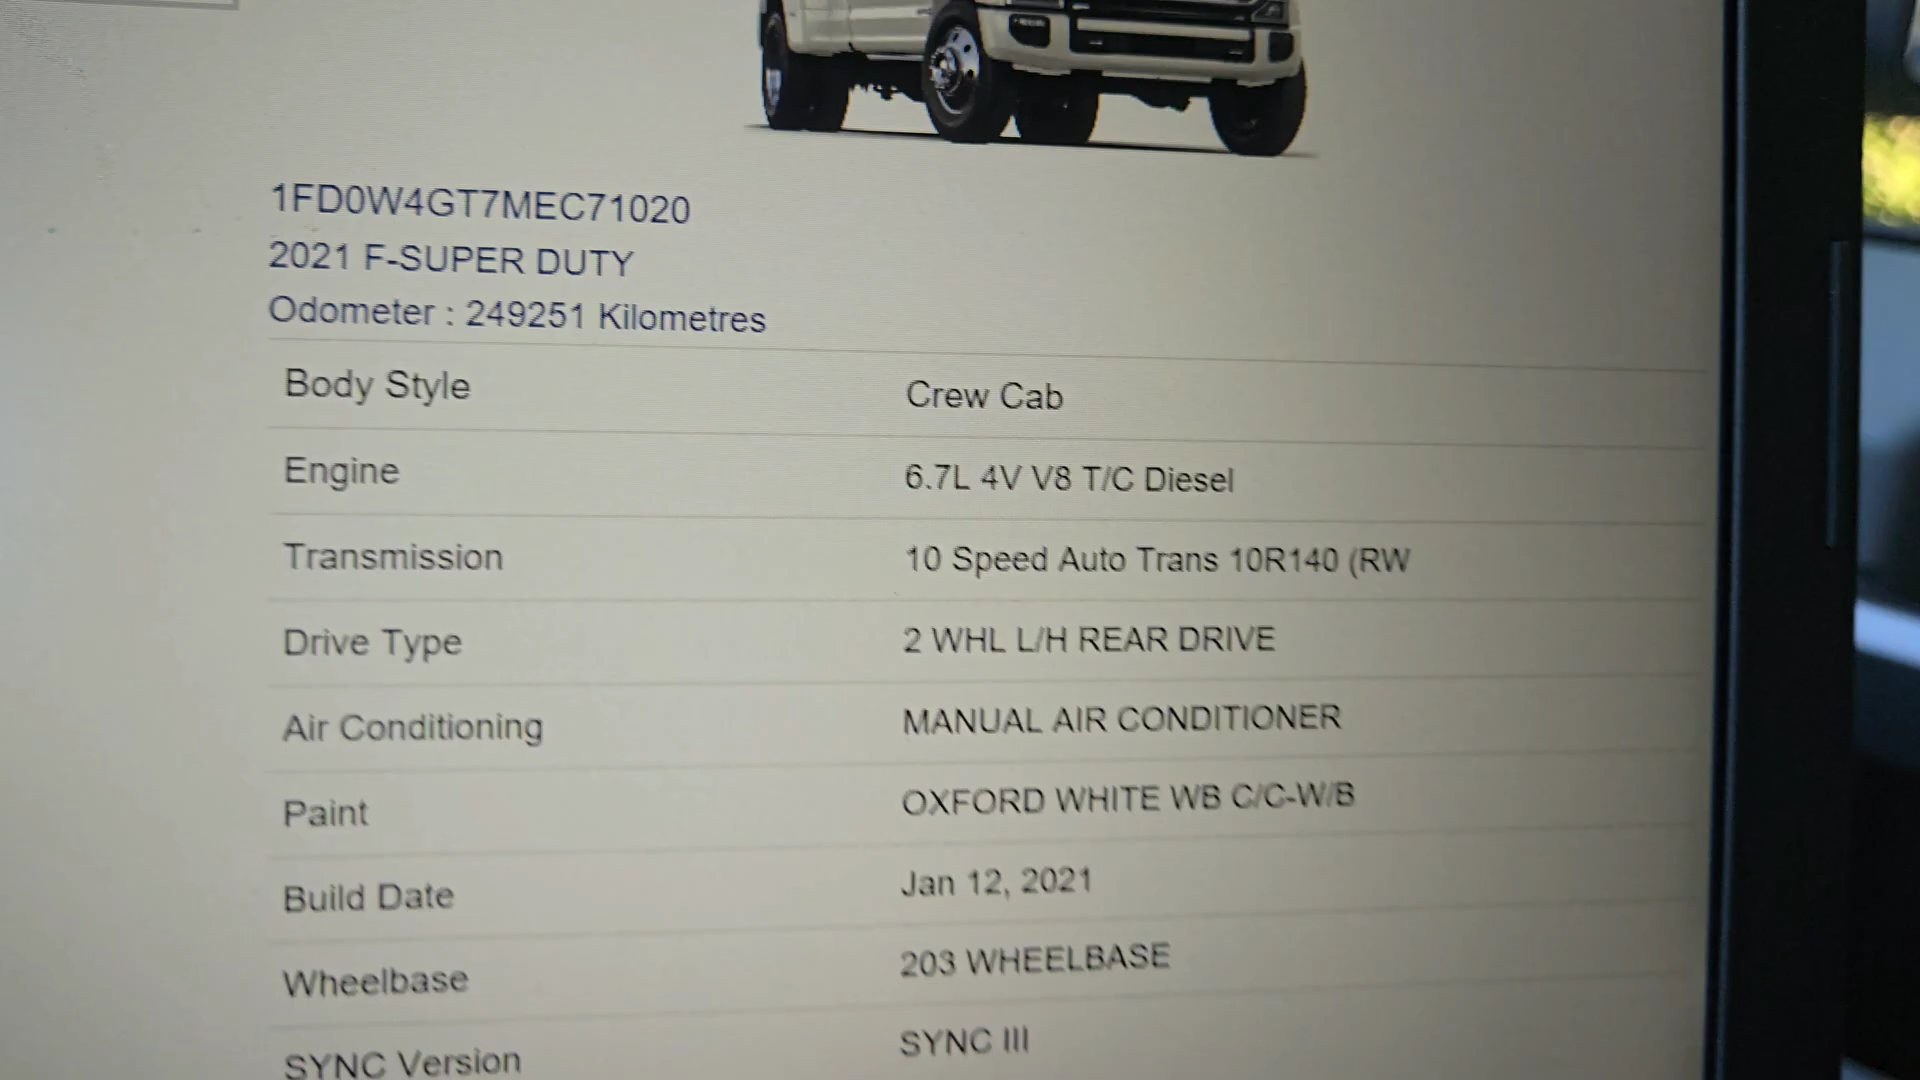 1FD0W4GT7MEC71020
2021 F-SUPER DUTY
Odometer : 249251 Kilometres
Body Style Crew Cab
Engine 6.7L 4V V8 T/C Diesel
Transmission 10 Speed Auto Trans 10R140 (RW
Drive Type 2 WHL L/H REAR DRIVE
Air Conditioning MANUAL AIR CONDITIONER
Paint OXFORD WHITE WB C/C-W/B
Build Date Jan 12, 2021
Wheelbase 203 WHEELBASE
SYNC Version SYNC III